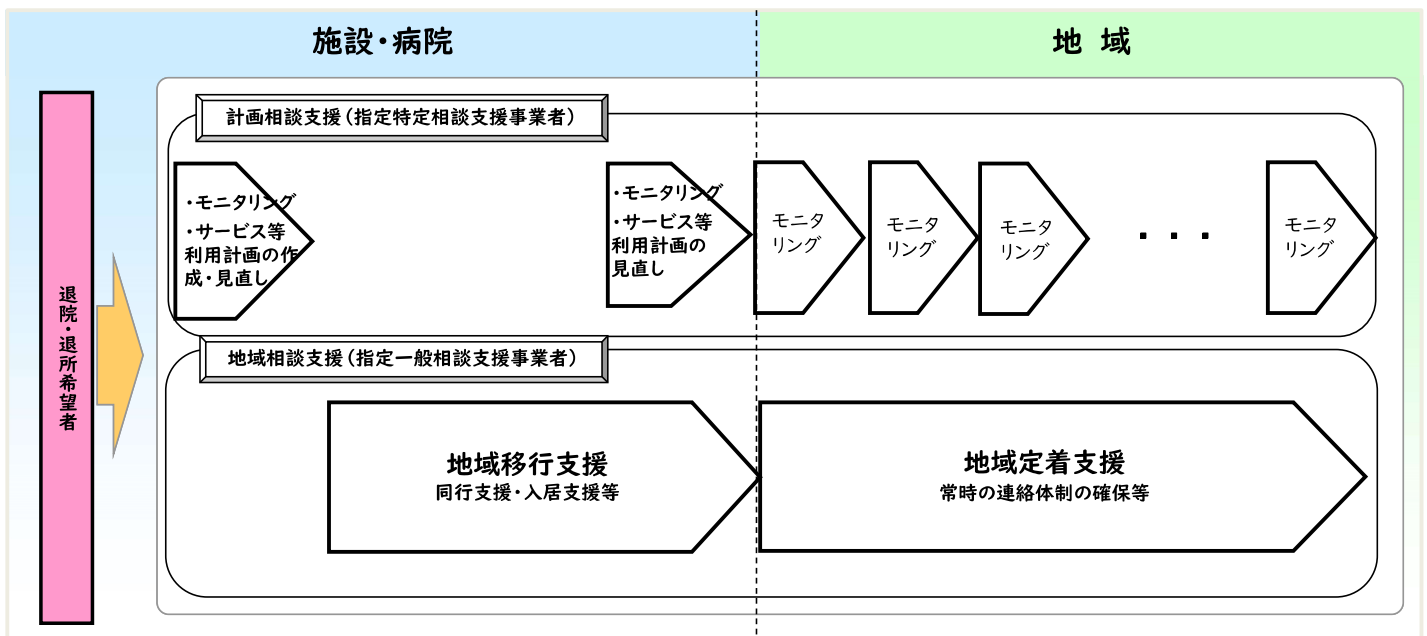 施設・病院
地 域
退院・退所希望者
計画相談支援（指定特定相談支援事業者）
・モニタリング
・サービス等
利用計画の作
成・見直し
・モニタリング
・サービス等
利用計画の
見直し
モニタ
リング
モニタ
リング
モニタ
リング
・・・
モニタ
リング
地域相談支援（指定一般相談支援事業者）
地域移行支援
同行支援・入居支援等
地域定着支援
常時の連絡体制の確保等